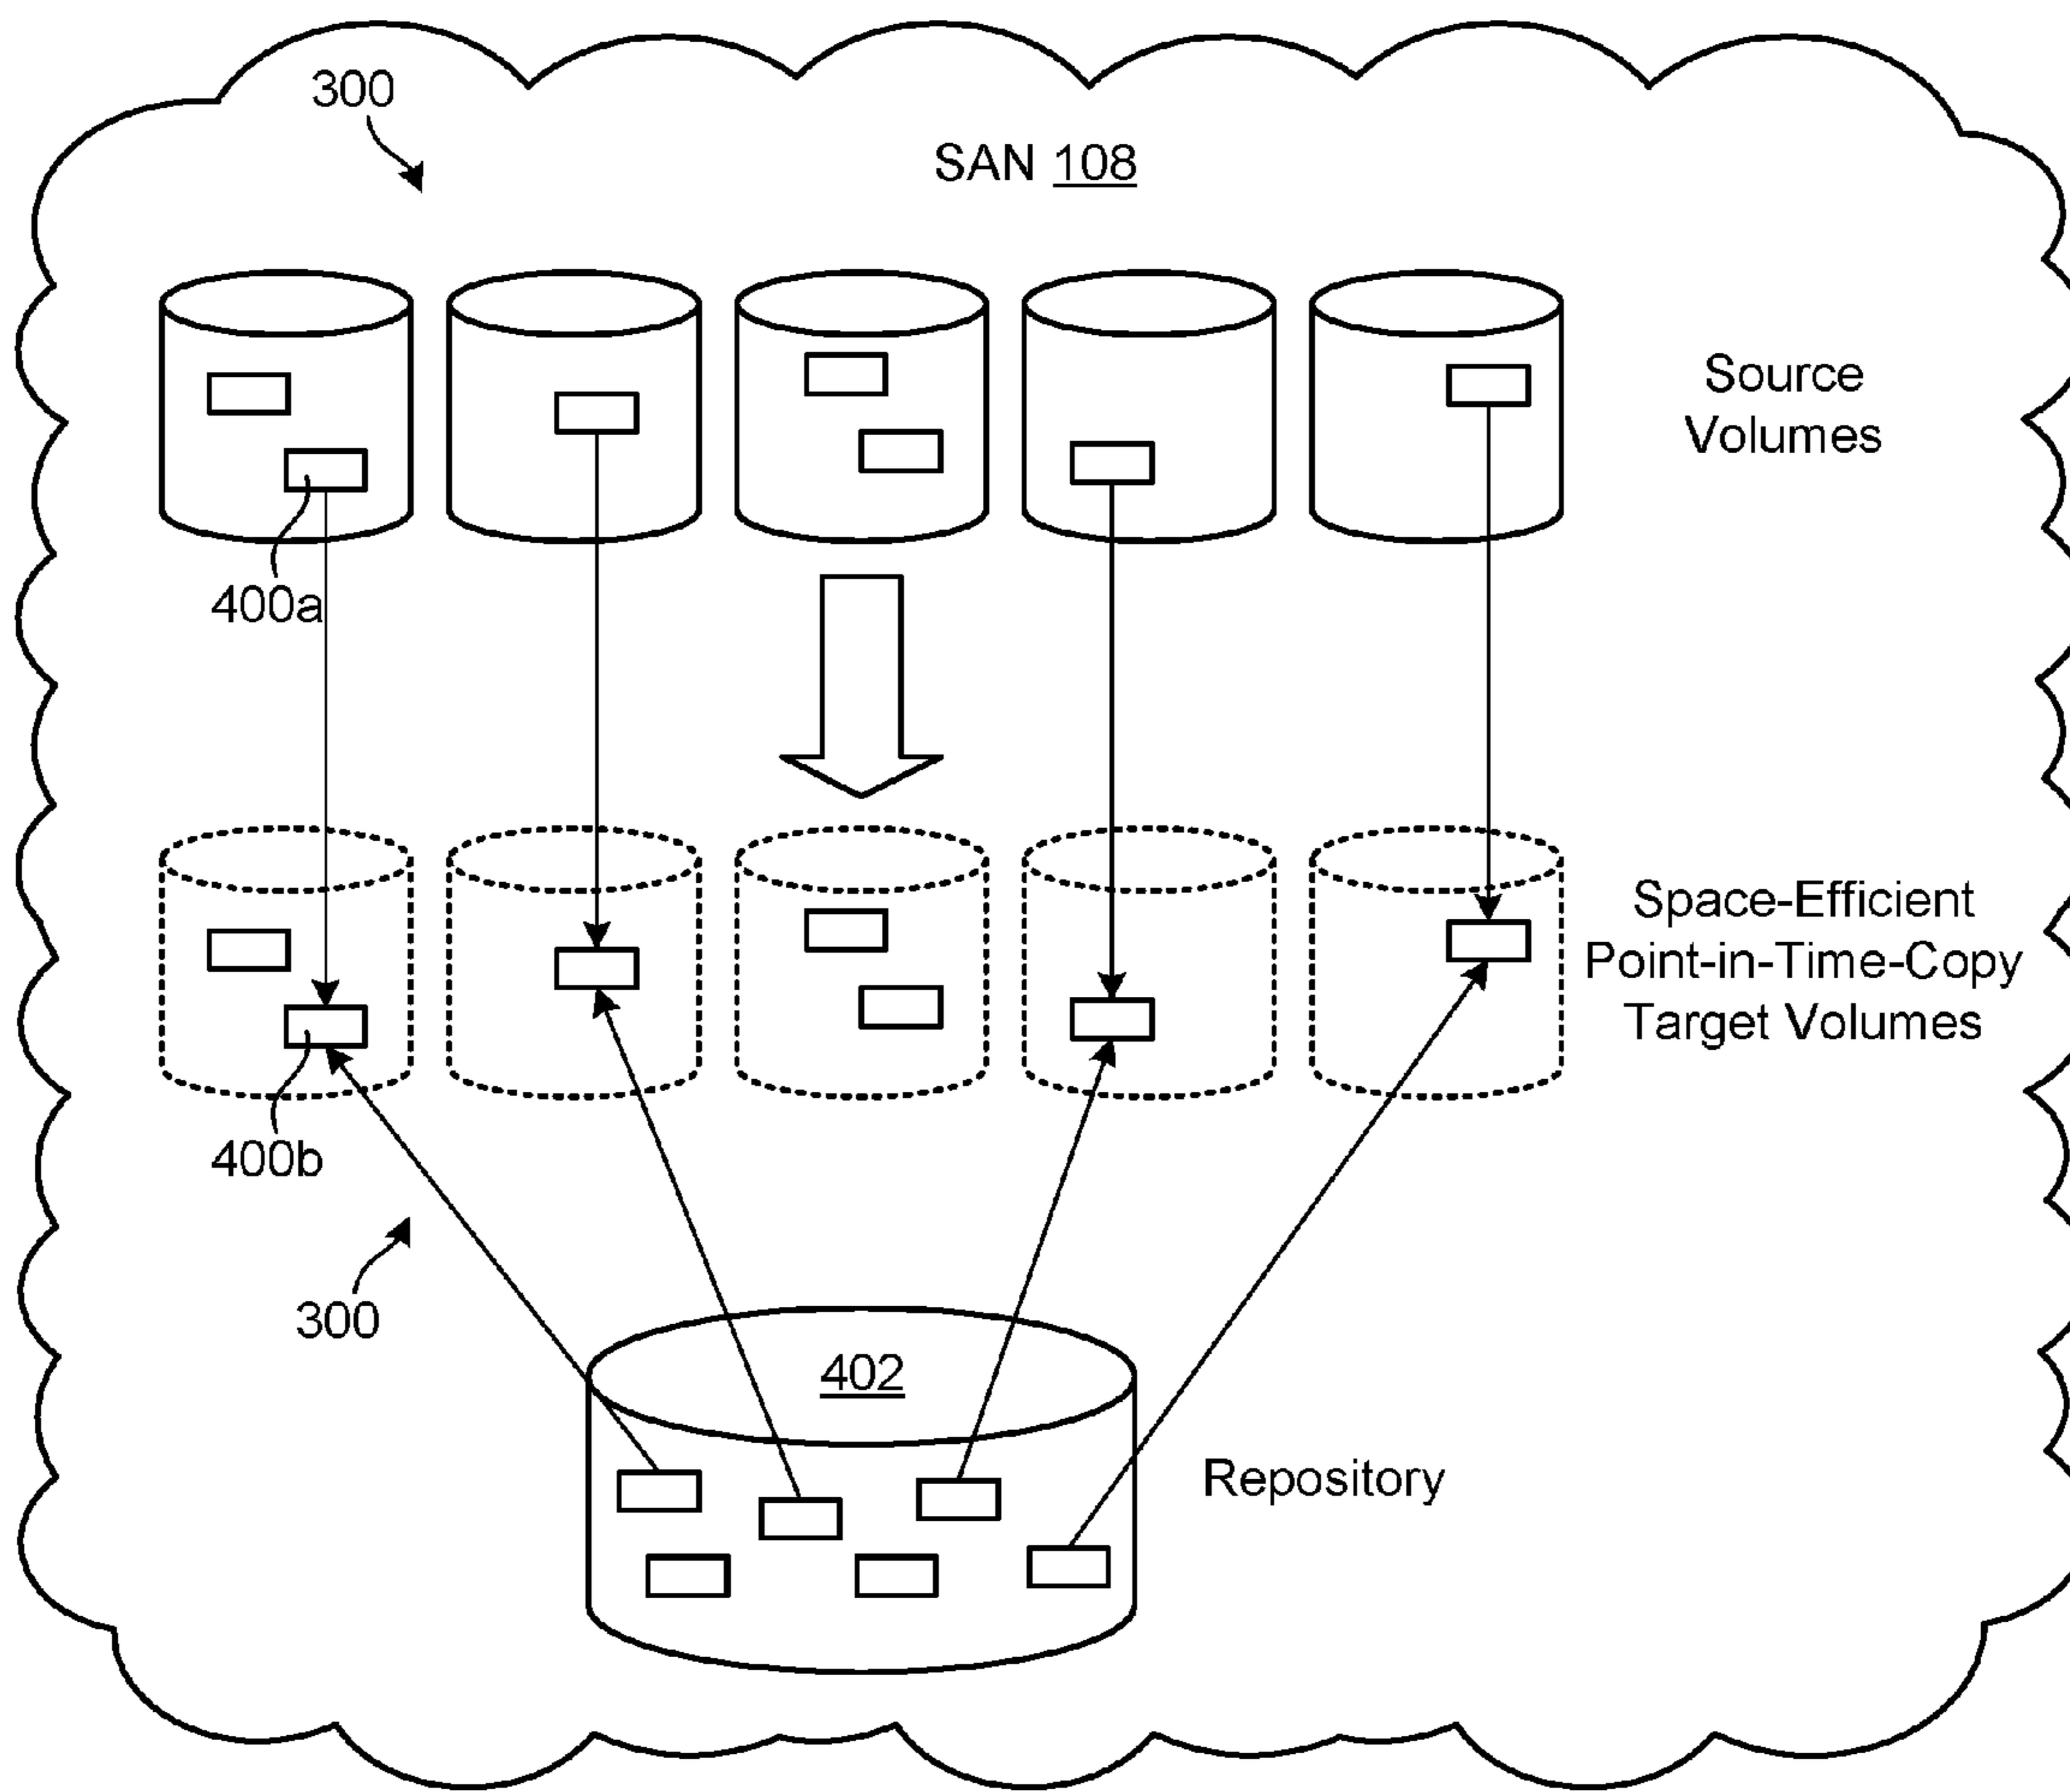 300
SAN 108
Source
Volumes
400a
Space-Efficient
Point-in-Time-Copy
Target Volumes
400b
300
402
Repository